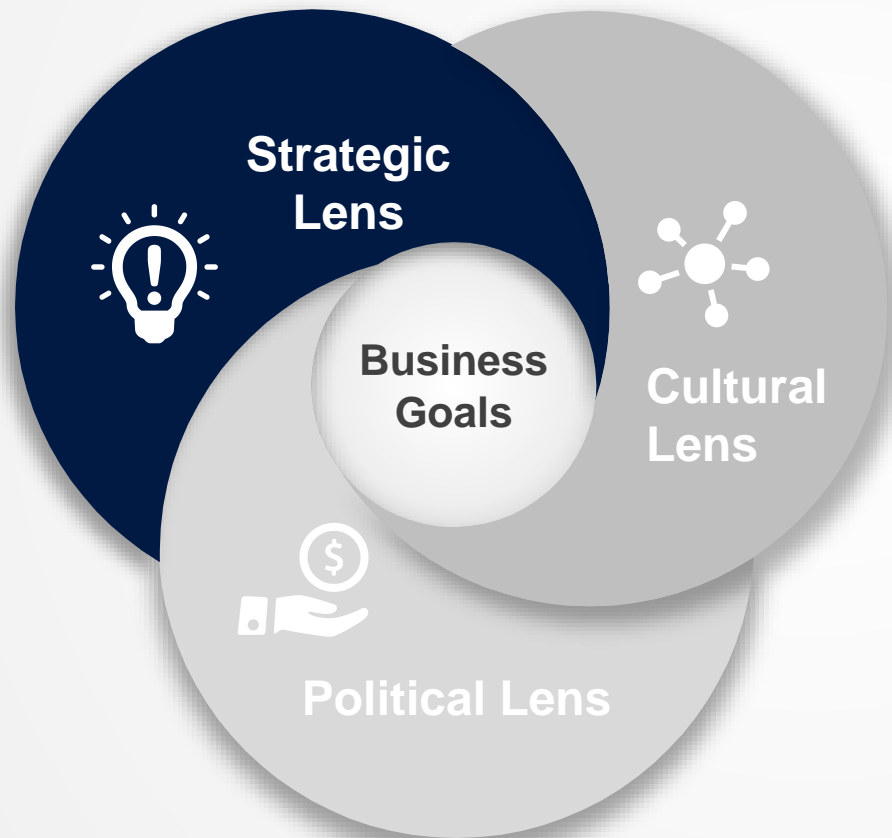 Strategic
Lens
Business
Goals
Cultural
Lens
$
Political Lens